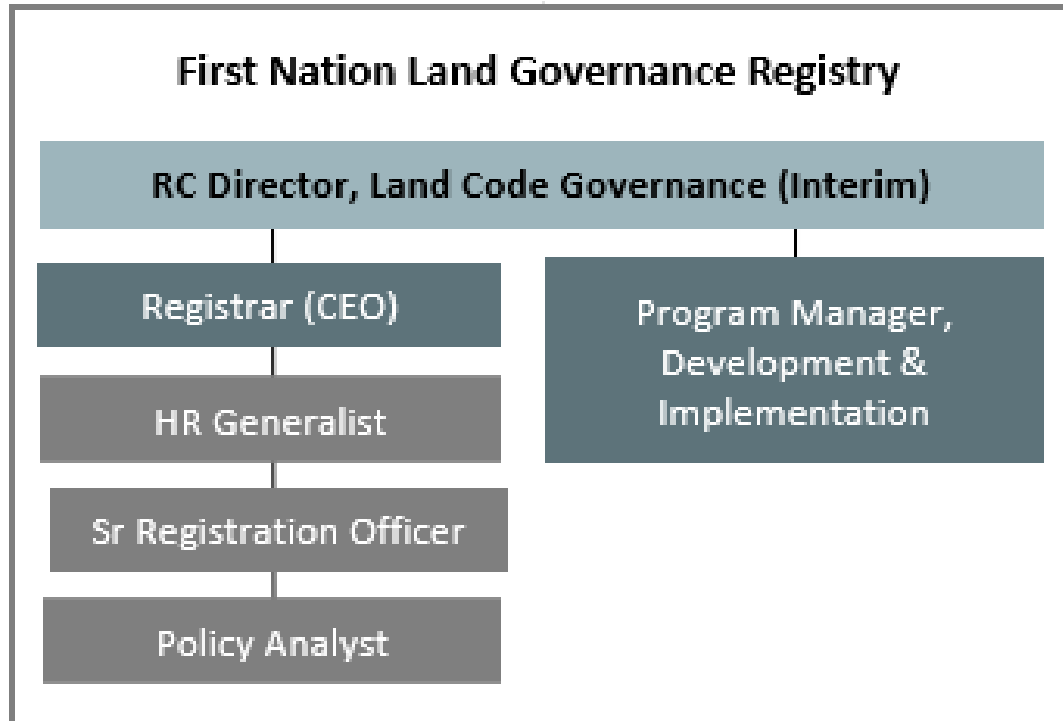 First Nation Land Governance Registry
RC Director, Land Code Governance (Interim)
Registrar (CEO)
HR Generalist
Sr Registration Officer
Policy Analyst
Program Manager,
Development &
Implementation